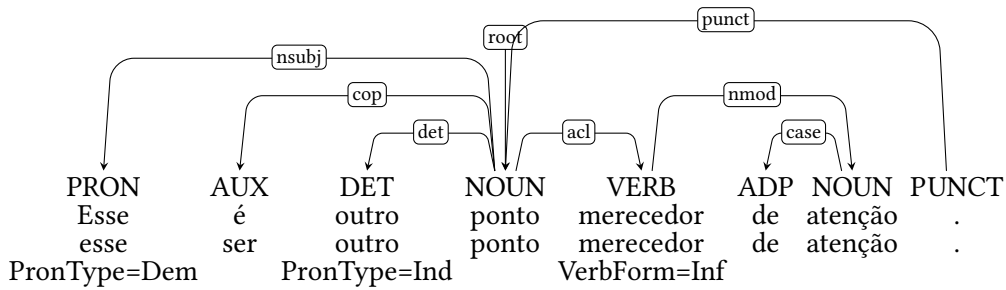 punct
root
nsubj
cop
nmod
det
acl
case
PRON AUX DET NOUN VERB ADP NOUN PUNCT
Esse é outro ponto merecedor de atenção .
esse ser outro ponto merecedor de atenção .
PronType=Dem PronType=Ind VerbForm=Inf